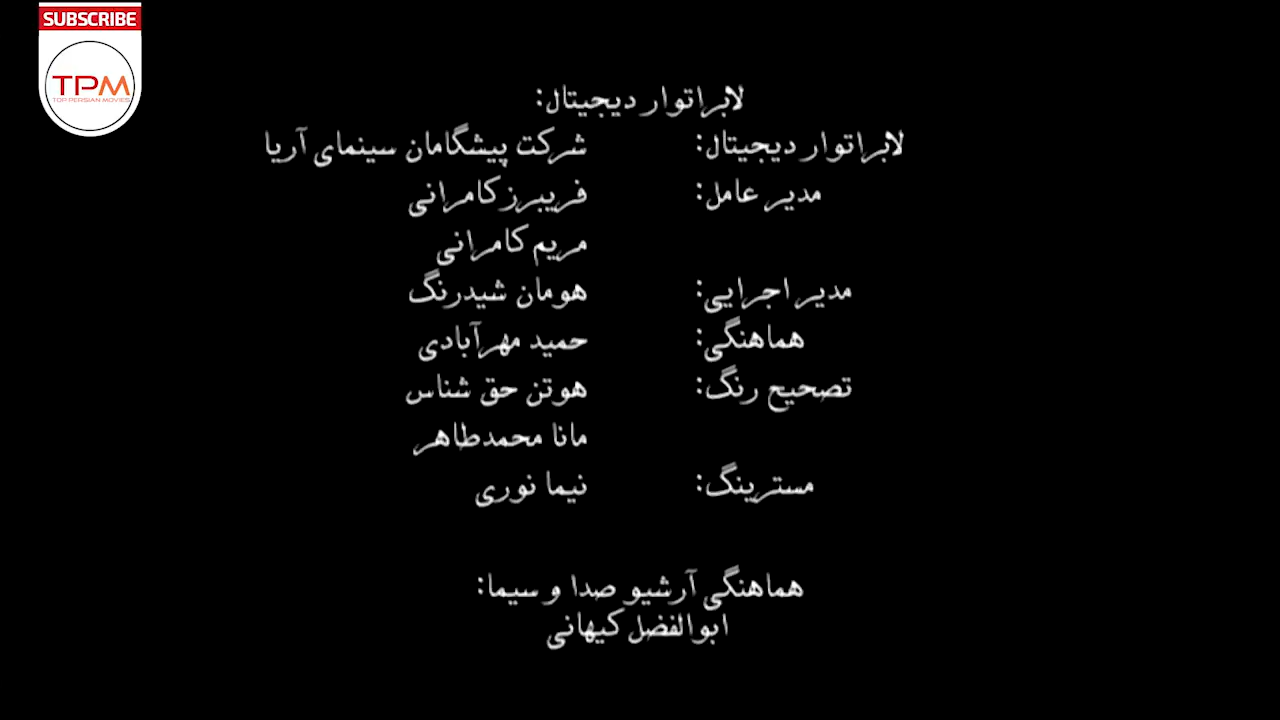 SUBSCRIBE
TPM
TOP PERSIAN MOVIES
لابراتوار دیجیتال:
لابراتوار دیجیتال: شرکت پیشگامان سینمای آریا
مدیر عامل: فریبرز کامرانی
مریم کامرانی
مدیر اجرایی: هومان شیدرنگ
هماهنگی: حمید مهرآبادی
تصحیح رنگ: هوتن حق شناس
مانا محمدطاهر
مسترینگ: نیما نوری
هماهنگی آرشیو صدا و سیما:
ابوالفضل کیهانی